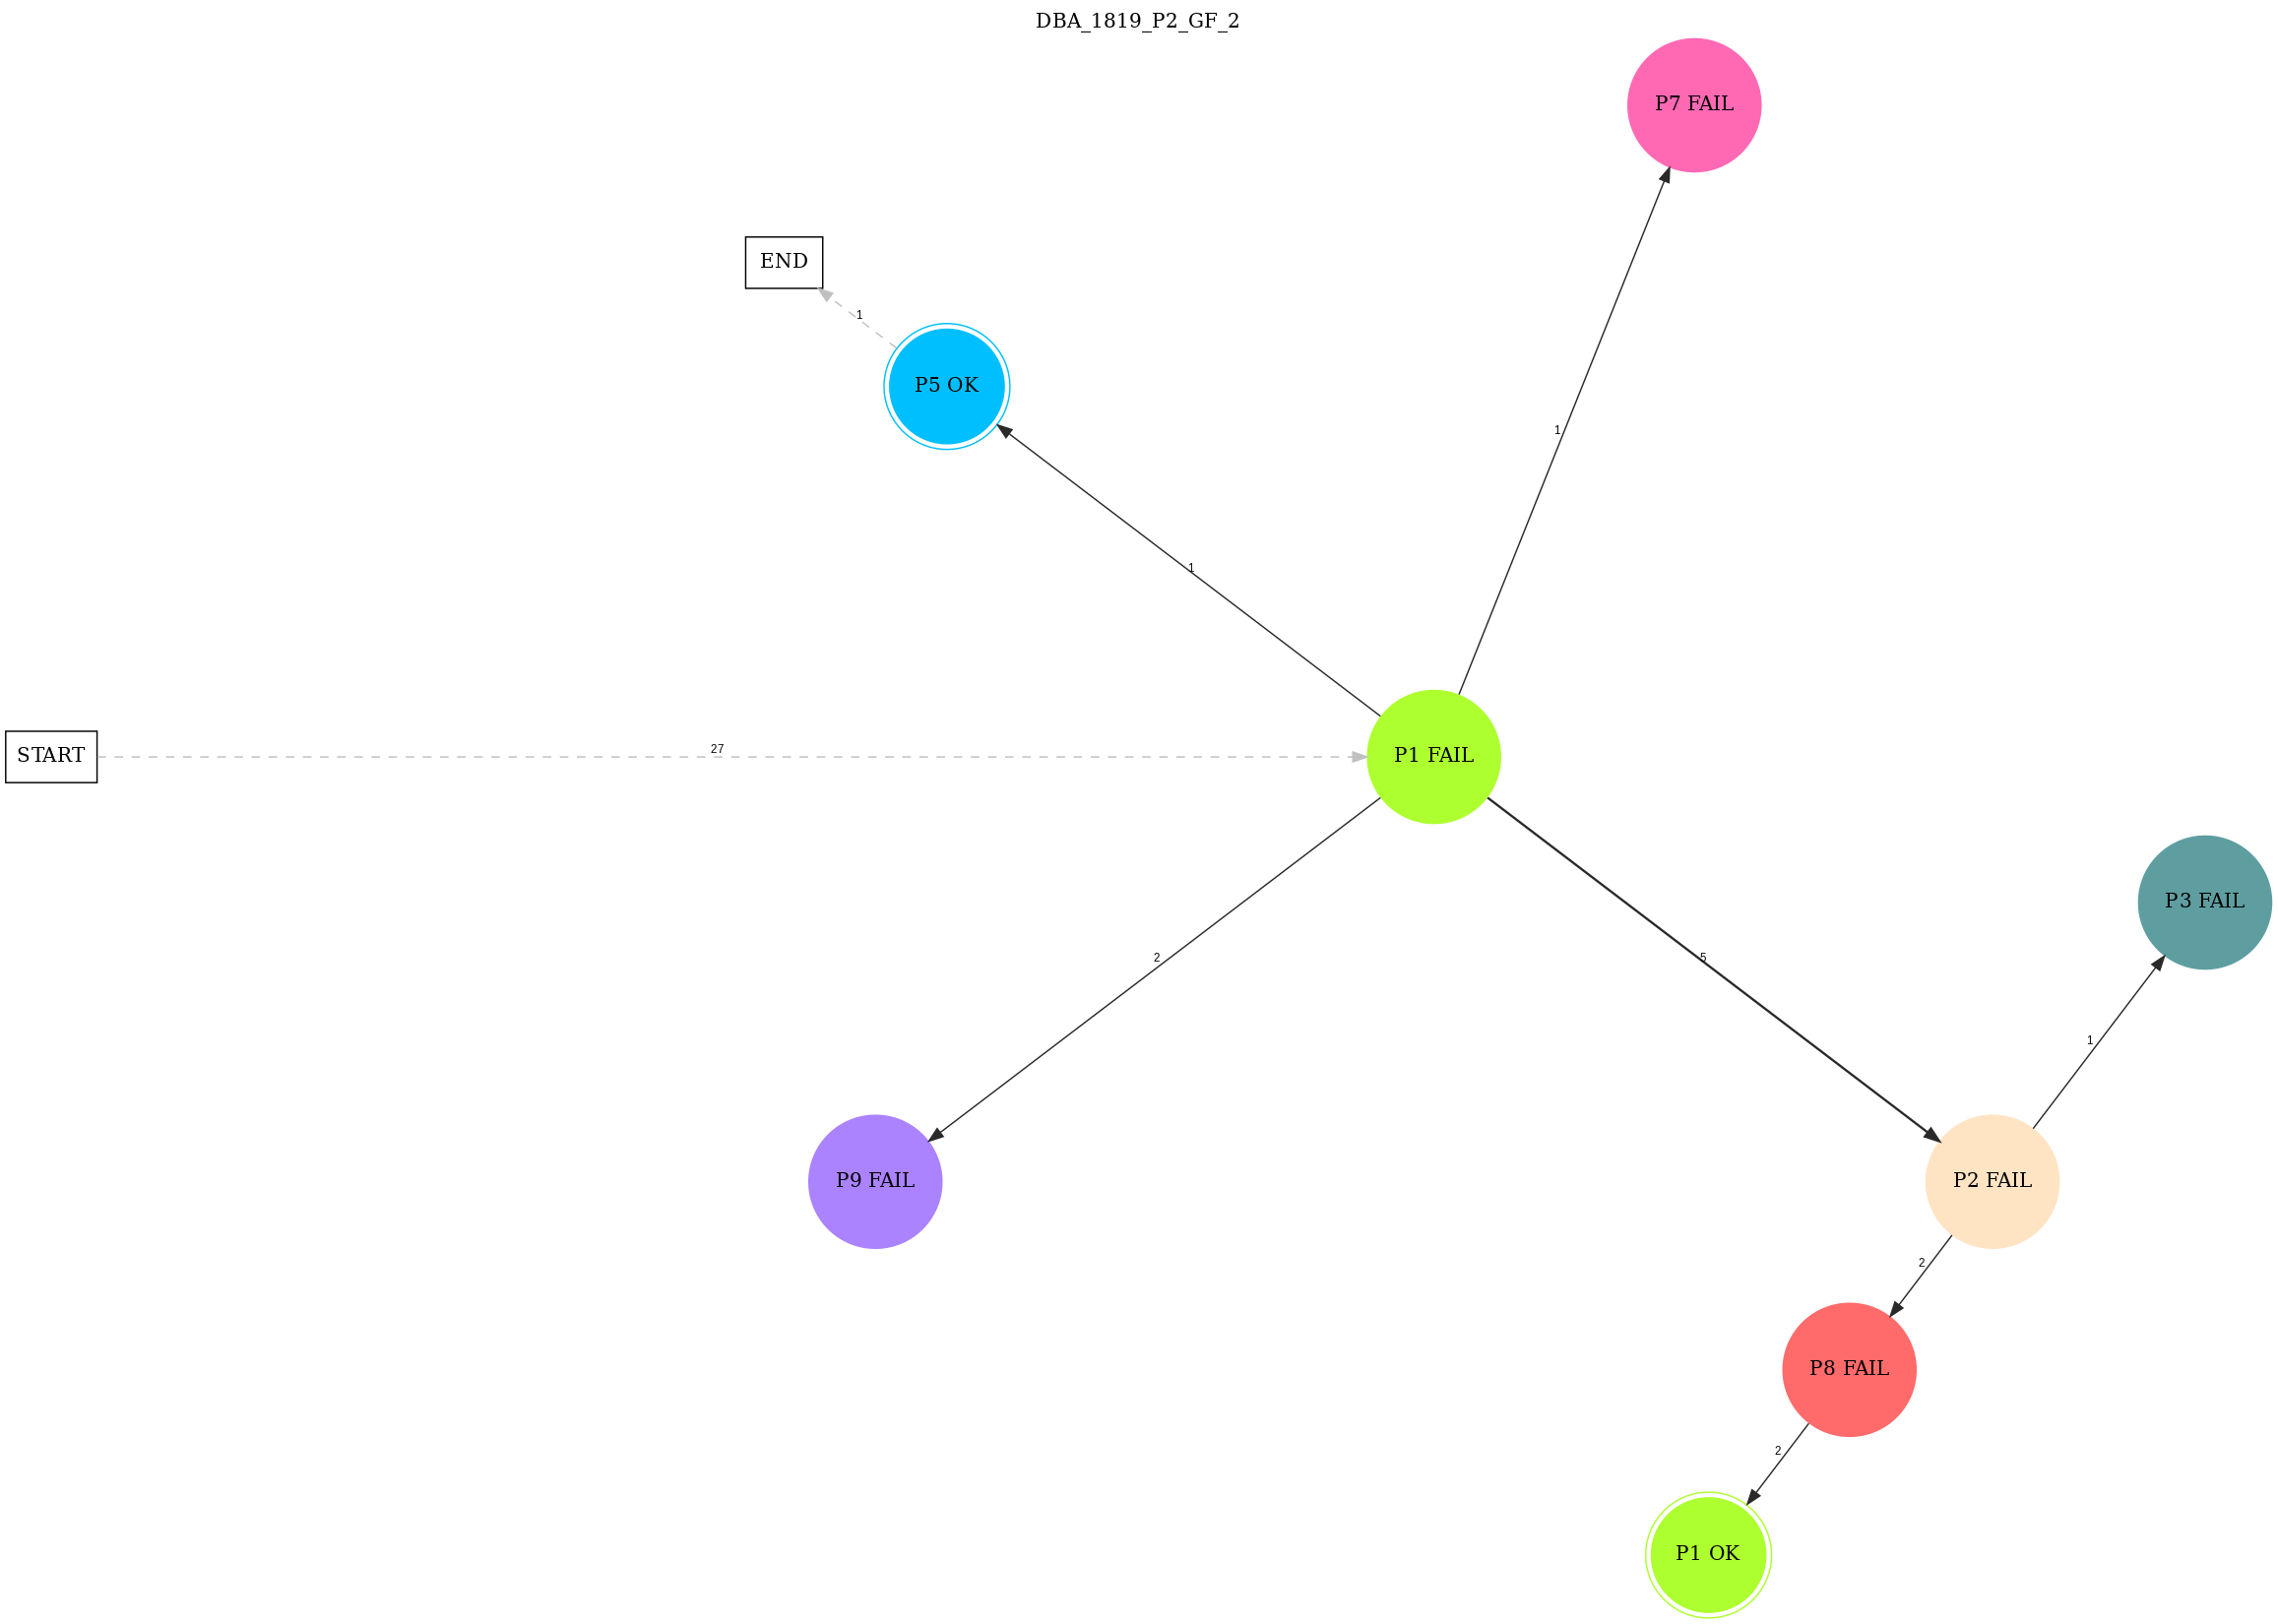 DBA_1819_P2_GF_2
P7 FAIL
END
1
P5 OK
1
1
START
27
P1 FAIL
P3 FAIL
2
5
1
P9 FAIL
P2 FAIL
2
P8 FAIL
2
P1 OK